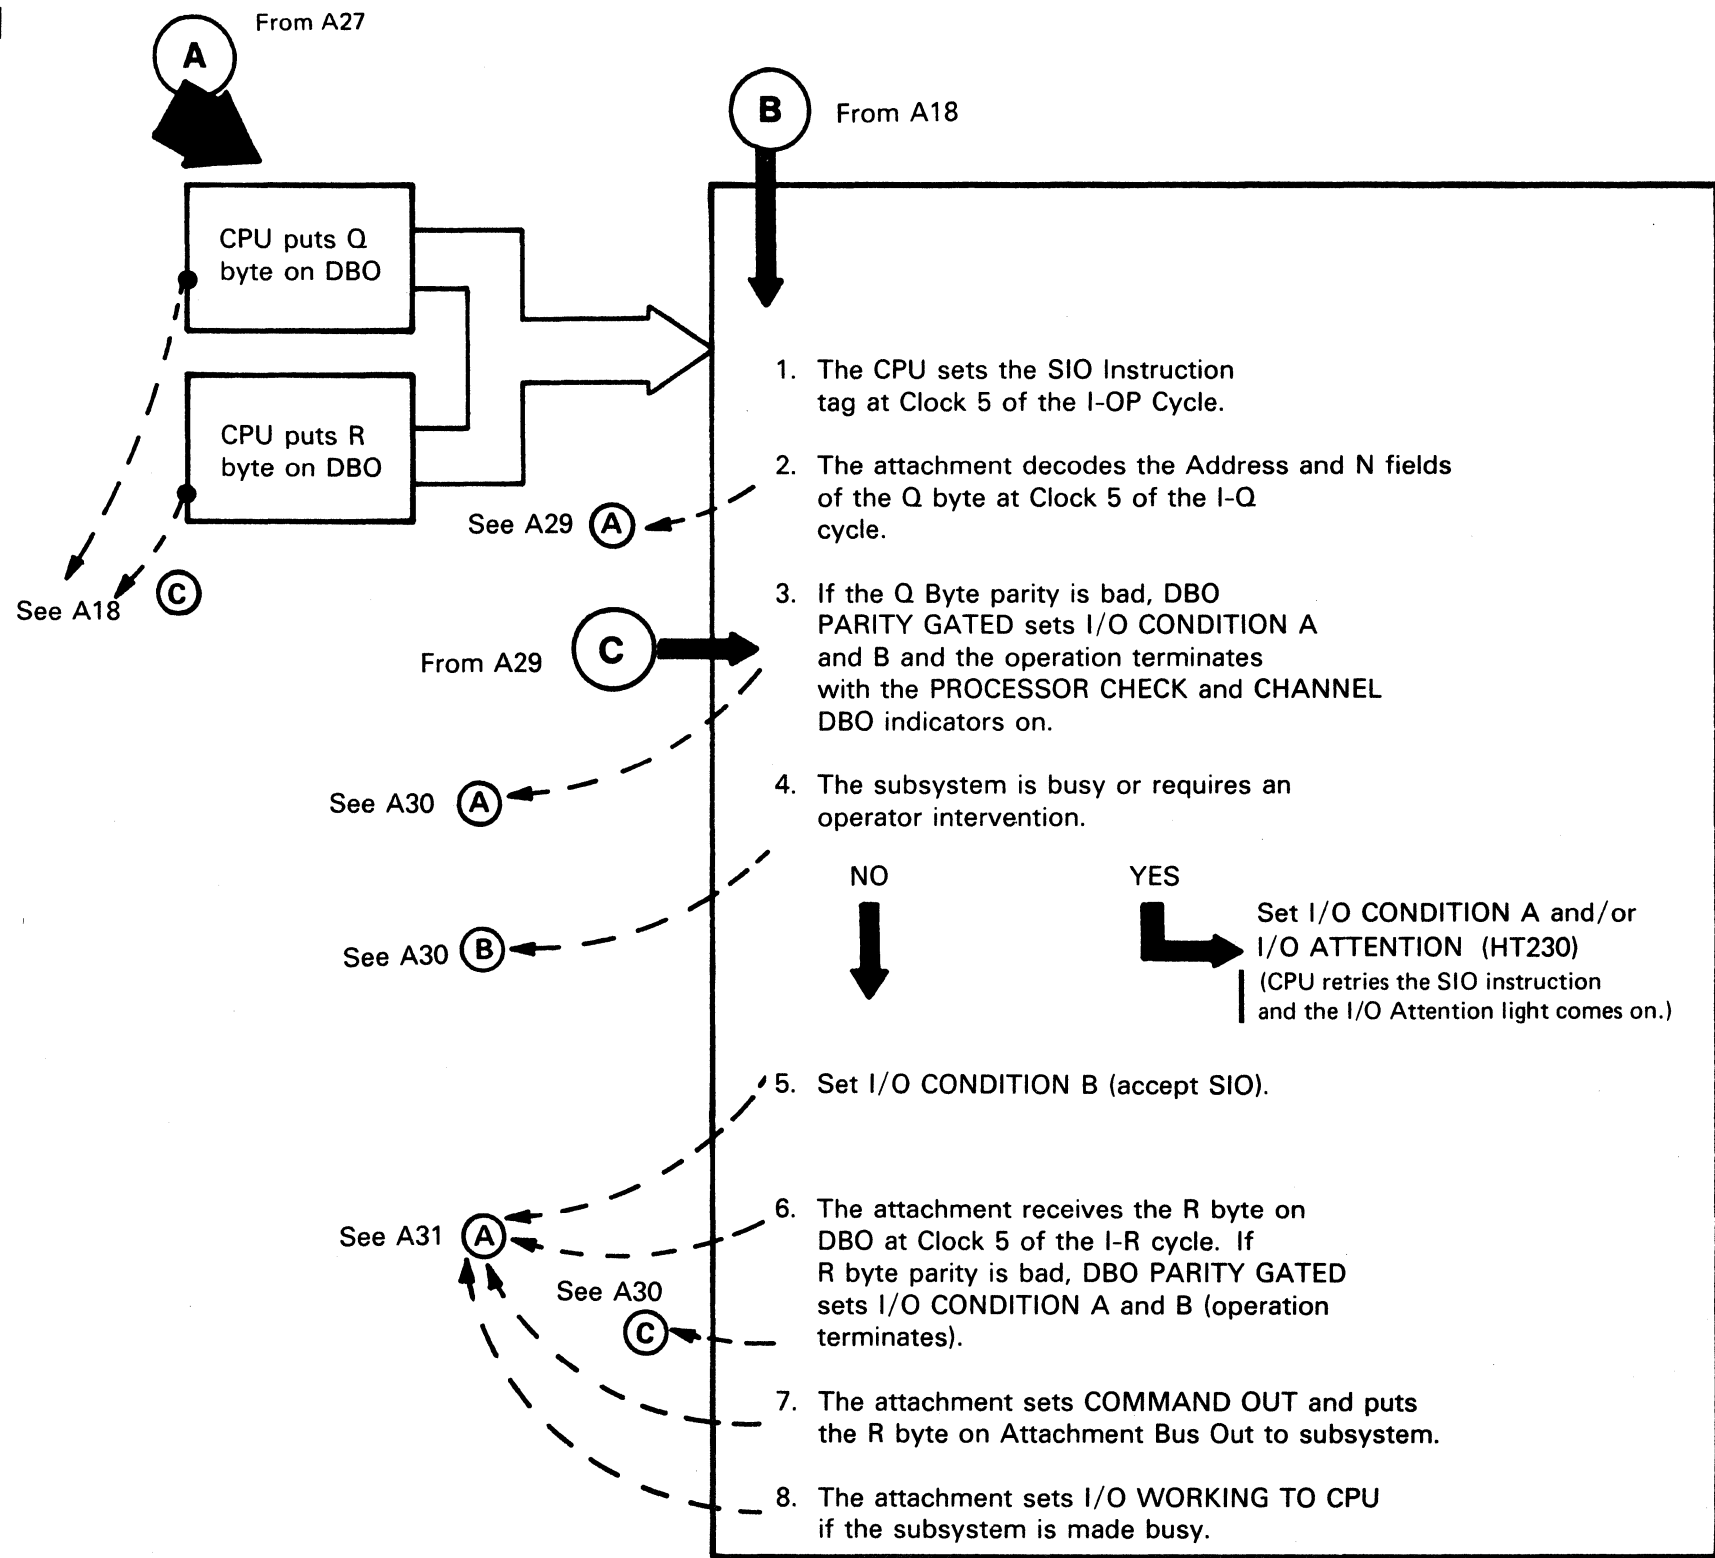 A
From A27
B
From A18
CPU puts Q
byte on DBO
CPU puts R
byte on DBO
See A18
C
1. The CPU sets the SIO Instruction
tag at Clock 5 of the I-OP Cycle.
2. The attachment decodes the Address and N fields
of the Q byte at Clock 5 of the I-Q
cycle.
See A29 A
3. If the Q Byte parity is bad, DBO
PARITY GATED sets I/O CONDITION A
and B and the operation terminates
with the PROCESSOR CHECK and CHANNEL
DBO indicators on.
From A29 C
See A30 A
4. The subsystem is busy or requires an
operator intervention.
NO
YES
Set I/O CONDITION A and/or
I/O ATTENTION (HT230)
(CPU retries the SIO instruction
and the I/O Attention light comes on.)
See A30 B
5. Set I/O CONDITION B (accept SIO).
See A31 A
6. The attachment receives the R byte on
DBO at Clock 5 of the I-R cycle. If
R byte parity is bad, DBO PARITY GATED
sets I/O CONDITION A and B (operation
terminates).
See A30
C
7. The attachment sets COMMAND OUT and puts
the R byte on Attachment Bus Out to subsystem.
8. The attachment sets I/O WORKING TO CPU
if the subsystem is made busy.